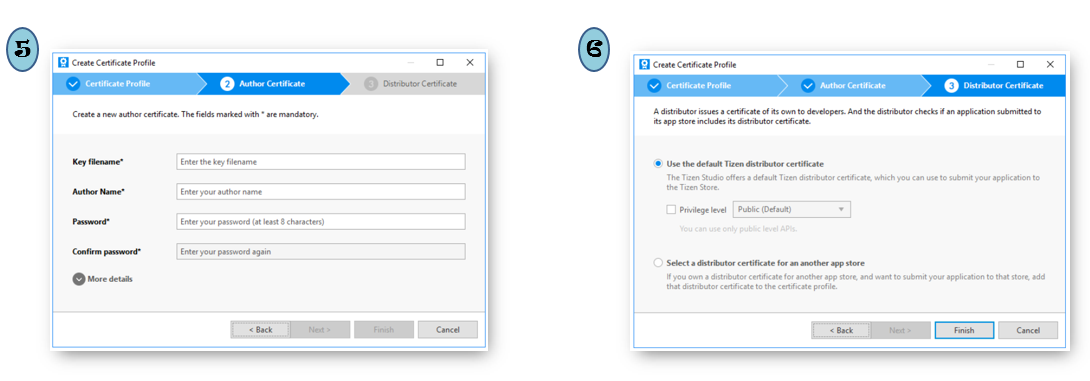 5
Create Certificate Profile
Certificate Profile
2 Author Certificate
3 Distributor Certificate
Create a new author certificate. The fields marked with * are mandatory.
Key filename*
Enter the key filename
Author Name*
Enter your author name
Password*
Enter your password (at least 8 characters)
Confirm password*
Enter your password again
More details
< Back
Next >
Finish
Cancel
6
Create Certificate Profile
Certificate Profile
Author Certificate
3 Distributor Certificate
A distributor issues a certificate of its own to developers. And the distributor checks if an application submitted to
its app store includes its distributor certificate.
Use the default Tizen distributor certificate
The Tizen Studio offers a default Tizen distributor certificate, which you can use to submit your application to
the Tizen Store.
Privilege level
Public (Default)
You can use only public level APIs.
Select a distributor certificate for an another app store
If you own a distributor certificate for another app store, and want to submit your application to that store, add
that distributor certificate to the certificate profile.
< Back
Next >
Finish
Cancel